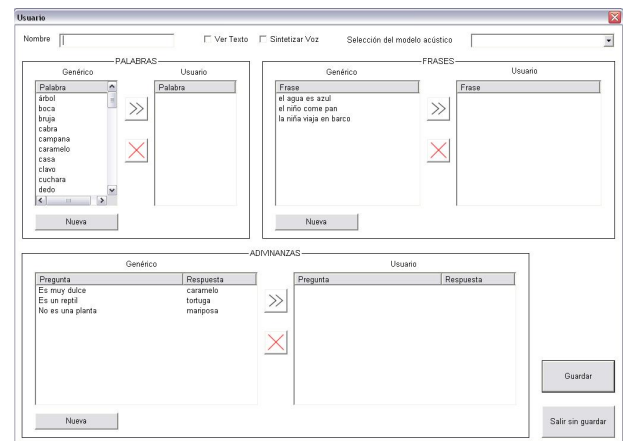 Usuario
Nombre
Ver Texto
Sintetizar Voz
Selección del modelo acústico
PALABRAS
Genérico
Usuario
Palabra
árbol
boca
bruja
cabra
campana
caramelo
casa
clavo
cuchara
dedo
Palabra
Nueva
FRASES
Genérico
Usuario
Frase
el agua es azul
el niño come pan
la niña viaja en barco
Frase
Nueva
ADIVINANZAS
Genérico
Usuario
Pregunta Respuesta
Es muy dulce caramelo
Es un reptil tortuga
No es una planta mariposa
Pregunta Respuesta
Nueva
Guardar
Salir sin guardar